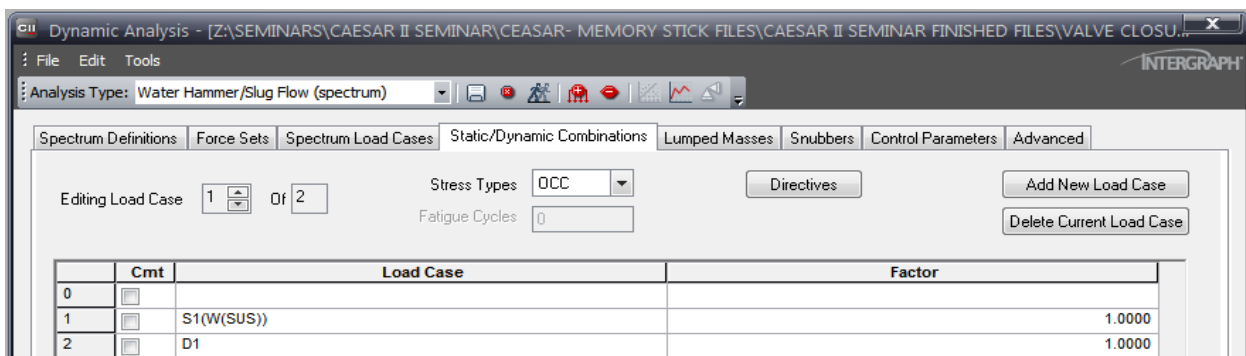 CII Dynamic Analysis - [Z:\SEMINARS\CAESAR II SEMINAR\CEASAR- MEMORY STICK FILES\CAESAR II SEMINAR FINISHED FILES\VALVE CLOSU... X
File Edit Tools INTERGRAPH
Analysis Type: Water Hammer/Slug Flow (spectrum)
Spectrum Definitions Force Sets Spectrum Load Cases Static/Dynamic Combinations Lumped Masses Snubbers Control Parameters Advanced
Editing Load Case 1 Of 2 Stress Types OCC Directives Add New Load Case
Fatigue Cycles 0 Delete Current Load Case
Cmt Load Case Factor
0
1 S1(W(SUS)) 1.0000
2 D1 1.0000